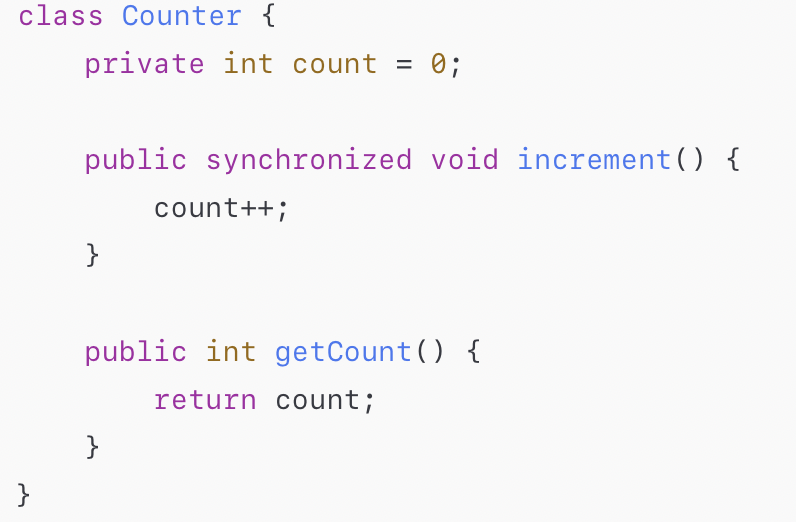 class Counter {
    private int count = 0;

    public synchronized void increment() {
        count++;
    }

    public int getCount() {
        return count;
    }
}